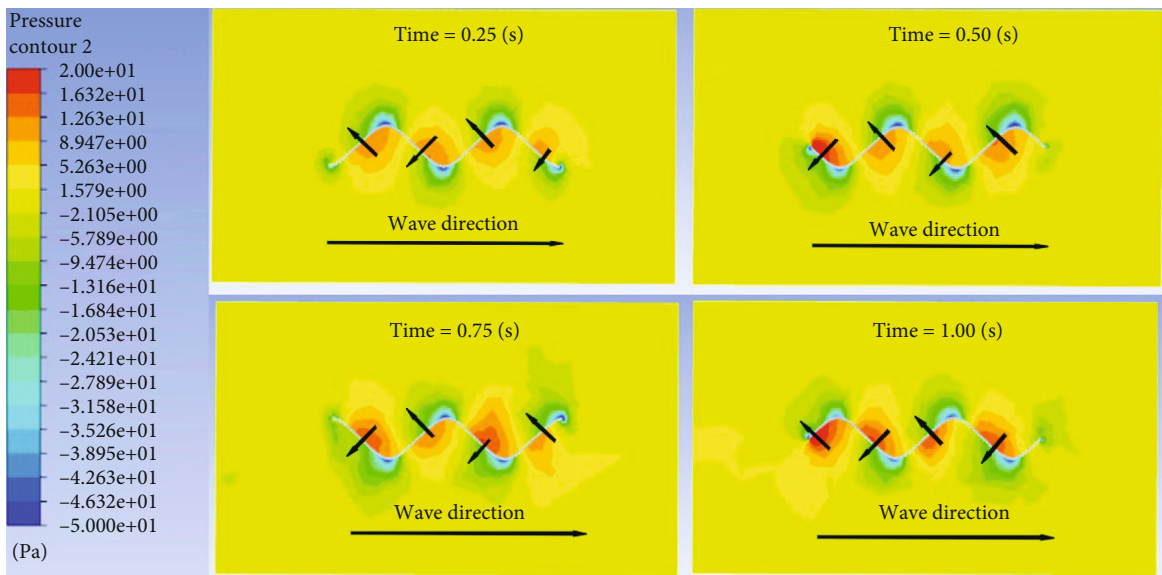 Pressure
contour 2
2.00e+01
1.632e+01
1.263e+01
8.947e+00
5.263e+00
1.579e+00
–2.105e+00
–5.789e+00
–9.474e+00
–1.316e+01
–1.684e+01
–2.053e+01
–2.421e+01
–2.789e+01
–3.158e+01
–3.526e+01
–3.895e+01
–4.263e+01
–4.632e+01
–5.000e+01
(Pa)
Time = 0.25 (s)
Wave direction
Time = 0.50 (s)
Wave direction
Time = 0.75 (s)
Wave direction
Time = 1.00 (s)
Wave direction